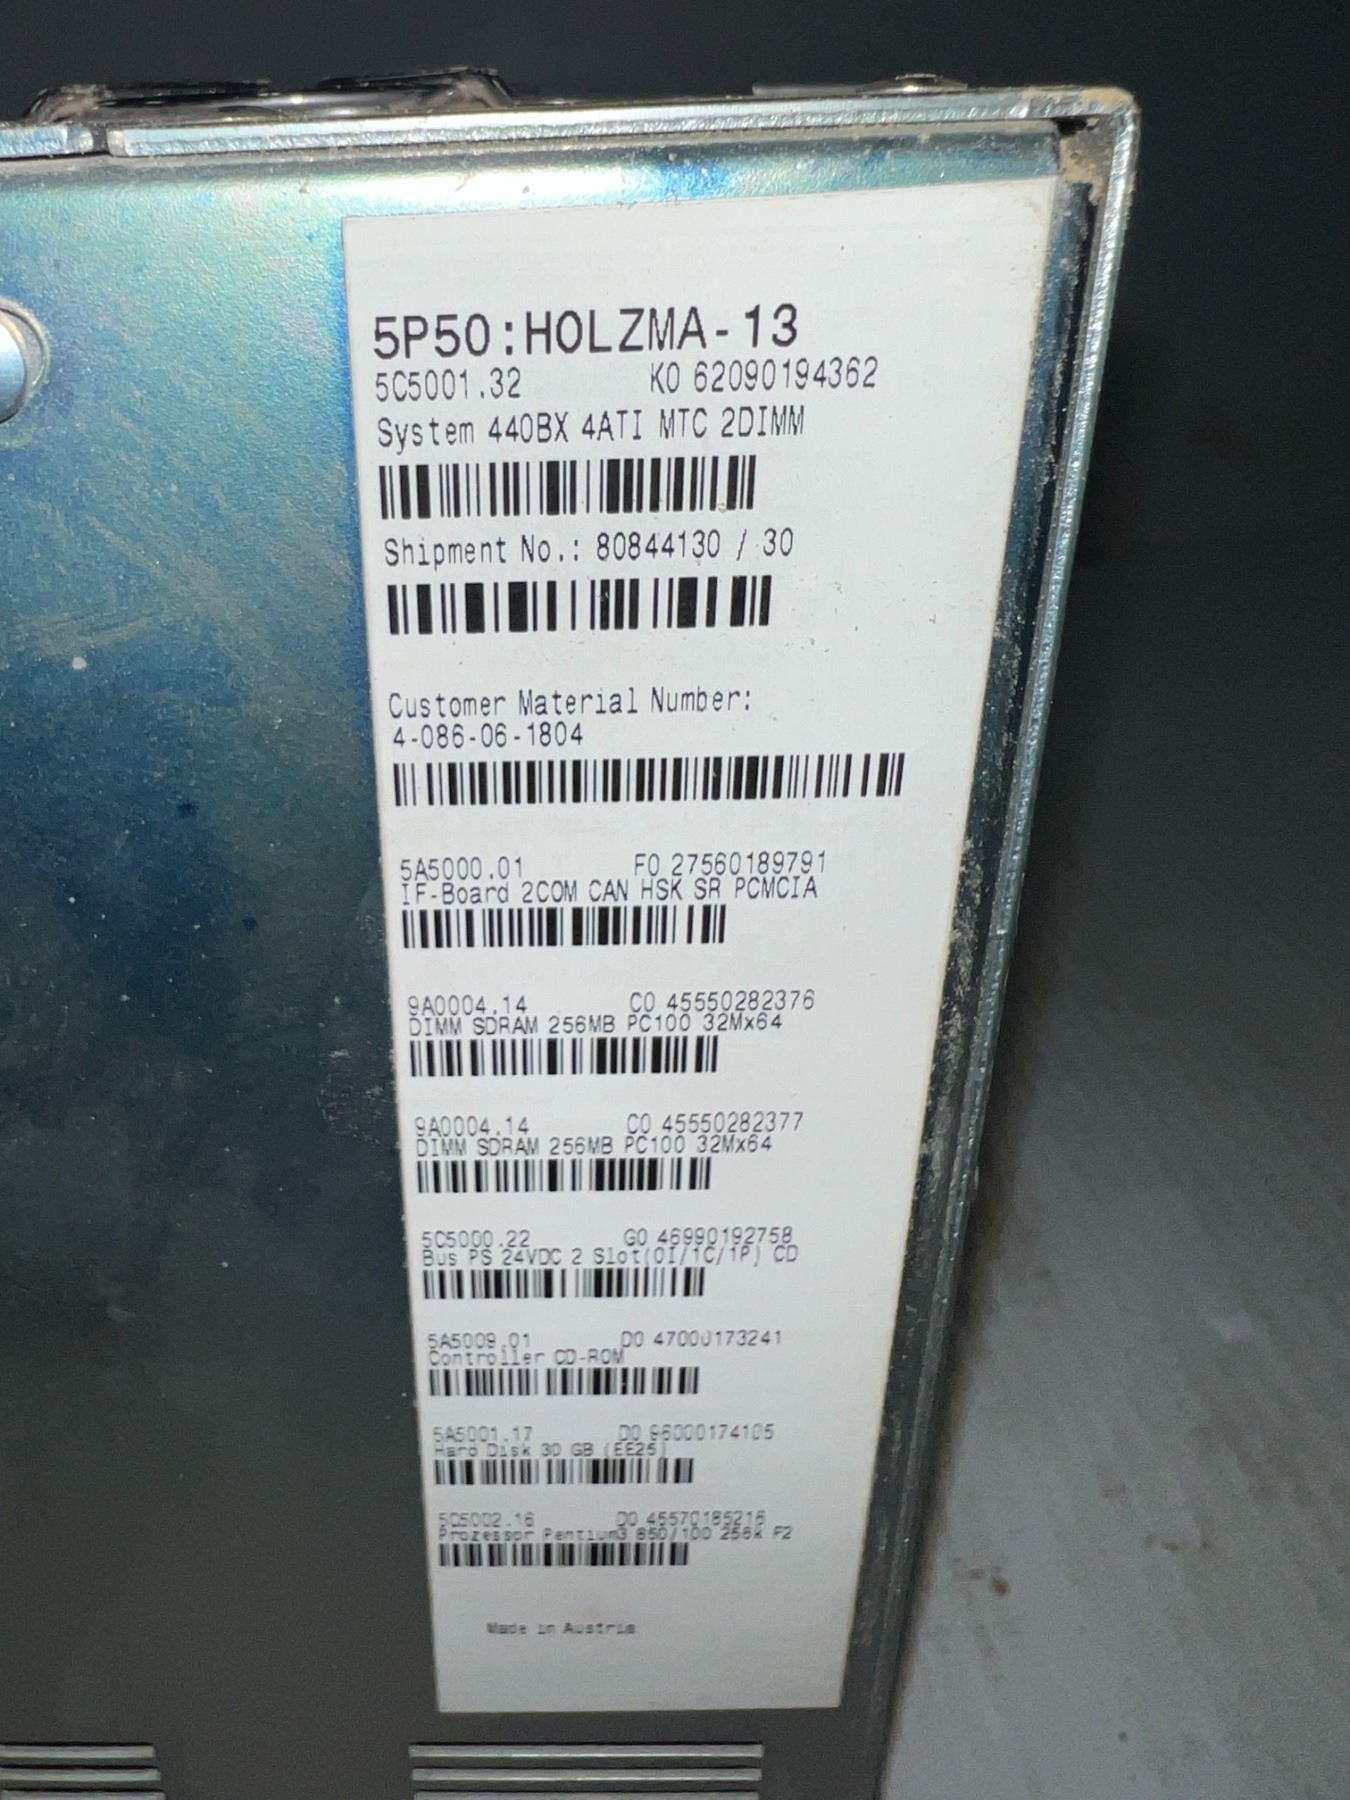 5P50:HOLZMA-13
5C5001.32 K0 62090194362
System 440BX 4ATI MTC 2DIMM
Shipment No.: 80844130 / 30
Customer Material Number:
4-086-06-1804
5A5000.01 F0 27560189791
IF-Board 2COM CAN HSK SR PCMCIA
9A0004.14 C0 45550282376
DIMM SDRAM 256MB PC100 32Mx64
9A0004.14 C0 45550282377
DIMM SDRAM 256MB PC100 32Mx64
5C5000.22 G0 46990192758
Bus PS 24VDC 2 Slot(0I/1C/1P) CD
5A5009.01 D0 47000173241
Controller CD-ROM
5A5001.17 D0 96000174105
Hard Disk 30 GB (EE25)
5C5002.16 D0 45570185216
Prozessor Pentium3 850/100 256k F2
Made in Austria